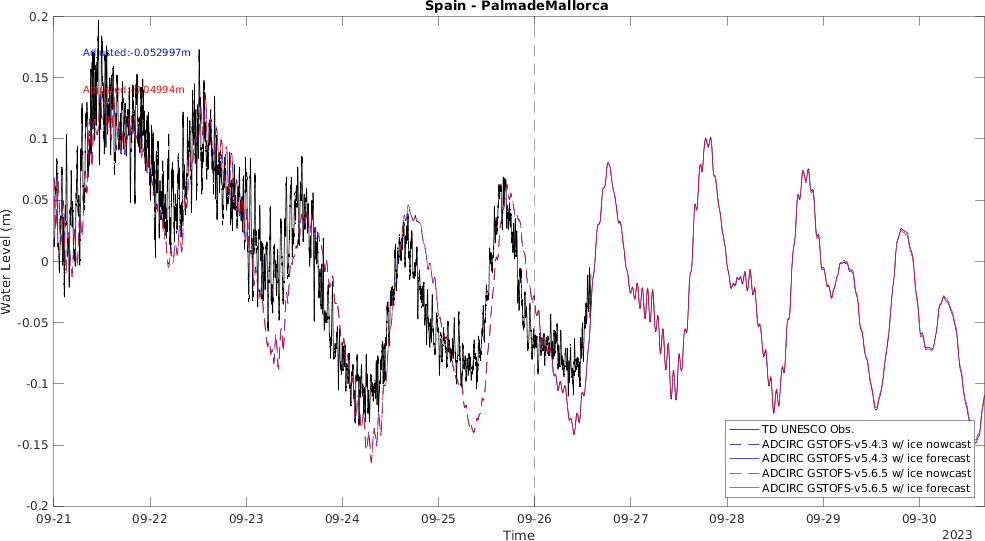 Spain - PalmadeMallorca
0.2
0.15
0.1
0.05
0
-0.05
-0.1
-0.15
-0.2
Water Level (m)
Adjusted:-0.052997m
Adjusted:-0.04994m
TD UNESCO Obs.
ADCIRC GSTOFS-v5.4.3 w/ ice nowcast
ADCIRC GSTOFS-v5.4.3 w/ ice forecast
ADCIRC GSTOFS-v5.6.5 w/ ice nowcast
ADCIRC GSTOFS-v5.6.5 w/ ice forecast
09-21 09-22 09-23 09-24 09-25 09-26 09-27 09-28 09-29 09-30
Time
2023